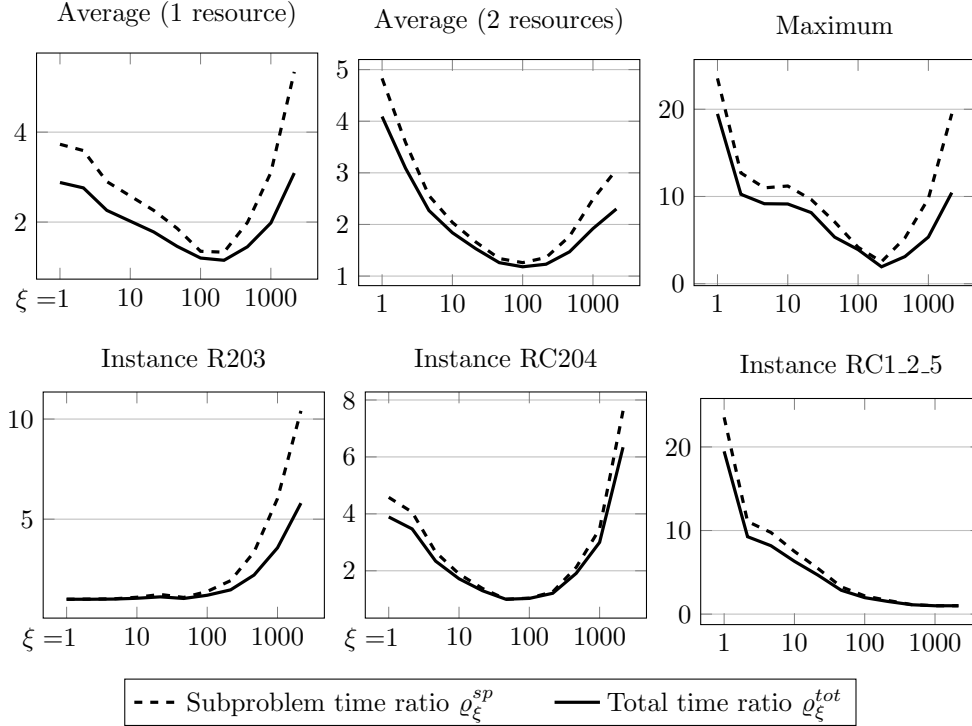 Average (1 resource)
Average (2 resources)
Maximum
4
2
ξ =1 10 100 1000
5
4
3
2
1
1 10 100 1000
20
10
0
1 10 100 1000
Instance R203
Instance RC204
Instance RC1_2_5
10
5
ξ =1 10 100 1000
8
6
4
2
1 10 100 1000
20
10
0
1 10 100 1000
Subproblem time ratio ϱ_ξ^{sp} Total time ratio ϱ_ξ^{tot}